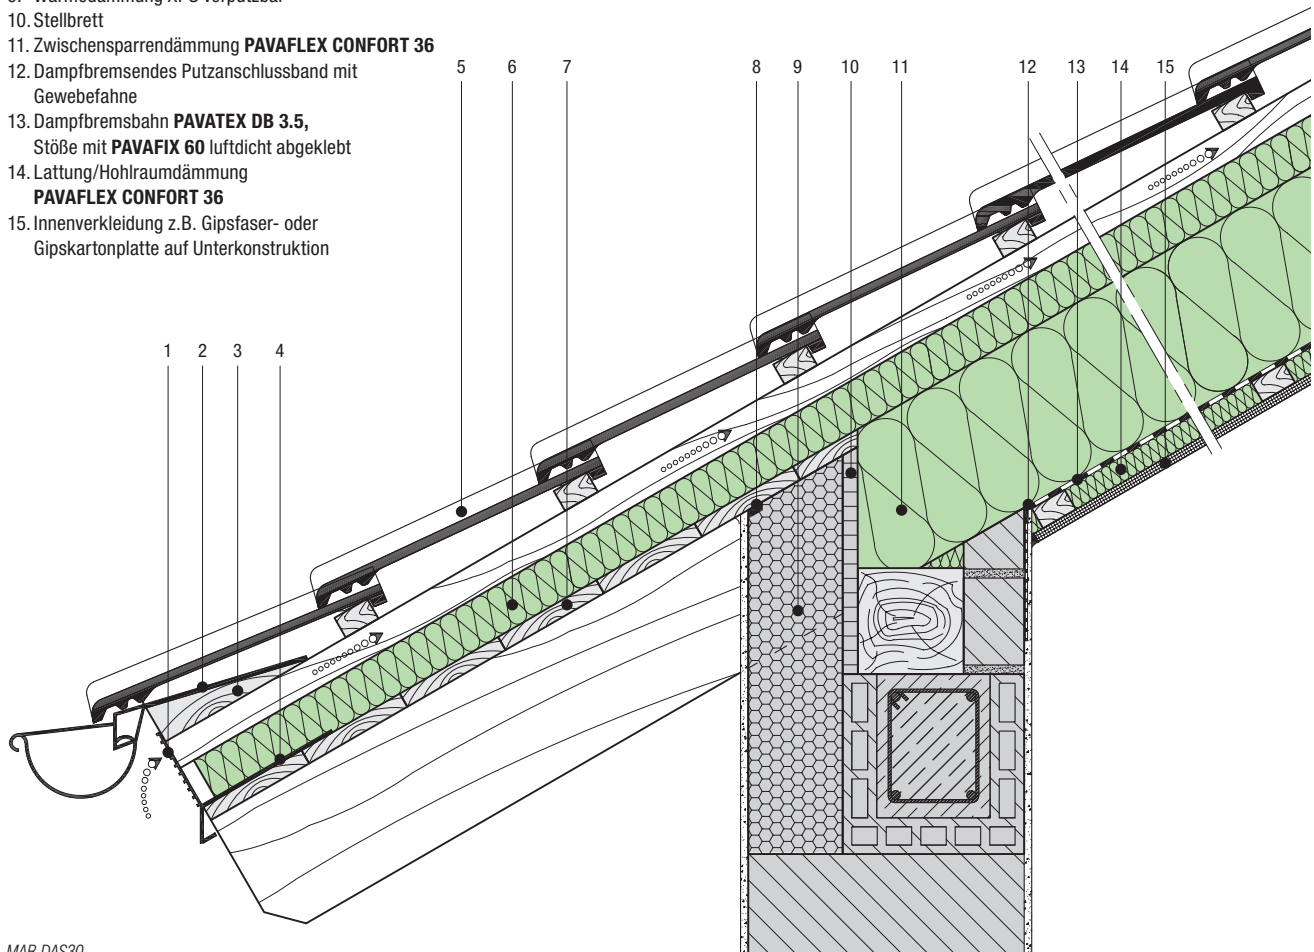 10. Stellbrett
11. Zwischensparrendämmung PAVAFLEX CONFORT 36
12. Dampfbremsendes Putzanschlussband mit
Gewebefahne
13. Dampfbremsbahn PAVATEX DB 3.5,
Stöße mit PAVAFIX 60 luftdicht abgeklebt
14. Lattung/Hohlraumdämmung
PAVAFLEX CONFORT 36
15. Innenverkleidung z.B. Gipsfaser- oder
Gipskartonplatte auf Unterkonstruktion
5 6 7 8 9 10 11 12 13 14 15
1 2 3 4